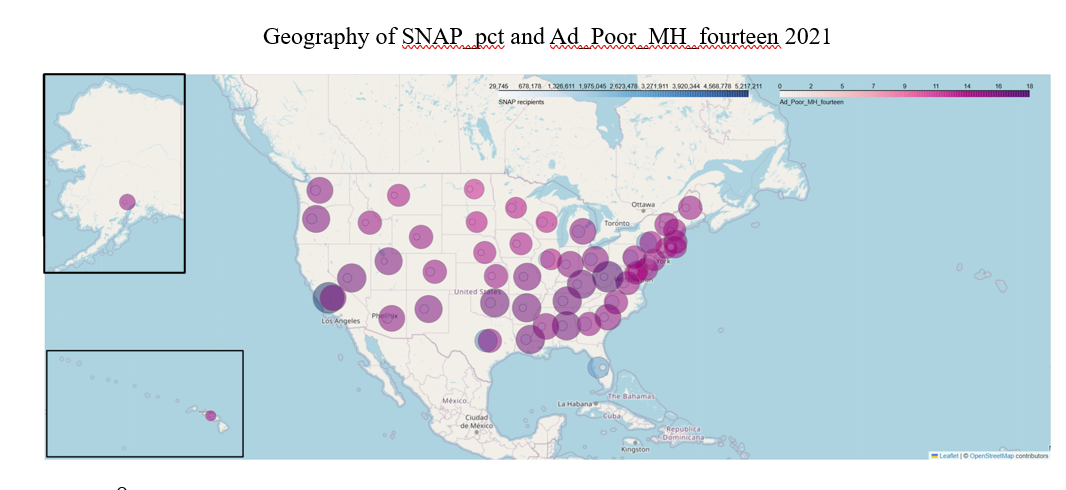 Geography of SNAP_pct and Ad_Poor_MH_fourteen 2021
29,745 678,178 1,326,611 1,975,045 2,623,478 3,271,911 3,920,344 4,568,778 5,217,211
SNAP recipients
0 2 5 7 9 11 14 16 18
Ad_Poor_MH_fourteen
Ottawa
Toronto
York
United States
Los Angeles
Phoenix
México
Ciudad
de México
La Habana
The Bahamas
Cuba
República
Dominicana
Kingston
Leaflet | © OpenStreetMap contributors